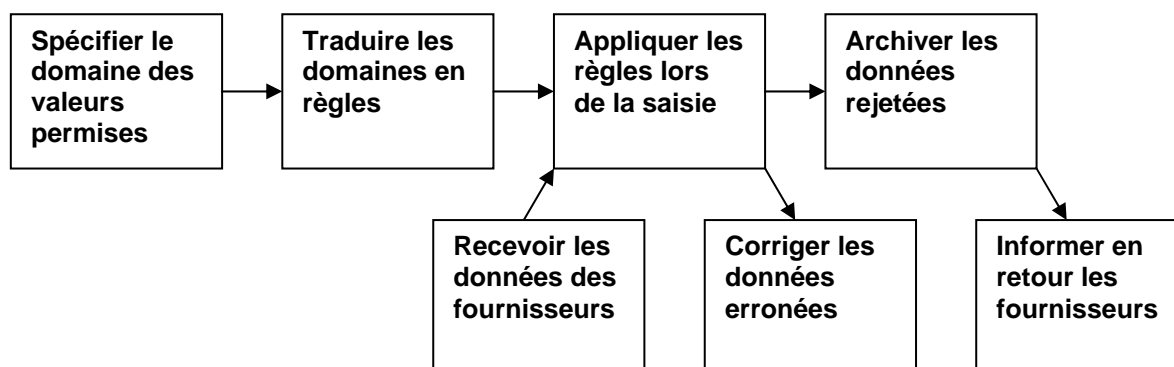 Spécifier le
domaine des
valeurs
permises
Traduire les
domaines en
règles
Appliquer les
règles lors
de la saisie
Archiver les
données
rejetées
Recevoir les
données des
fournisseurs
Corriger les
données
erronées
Informer en
retour les
fournisseurs